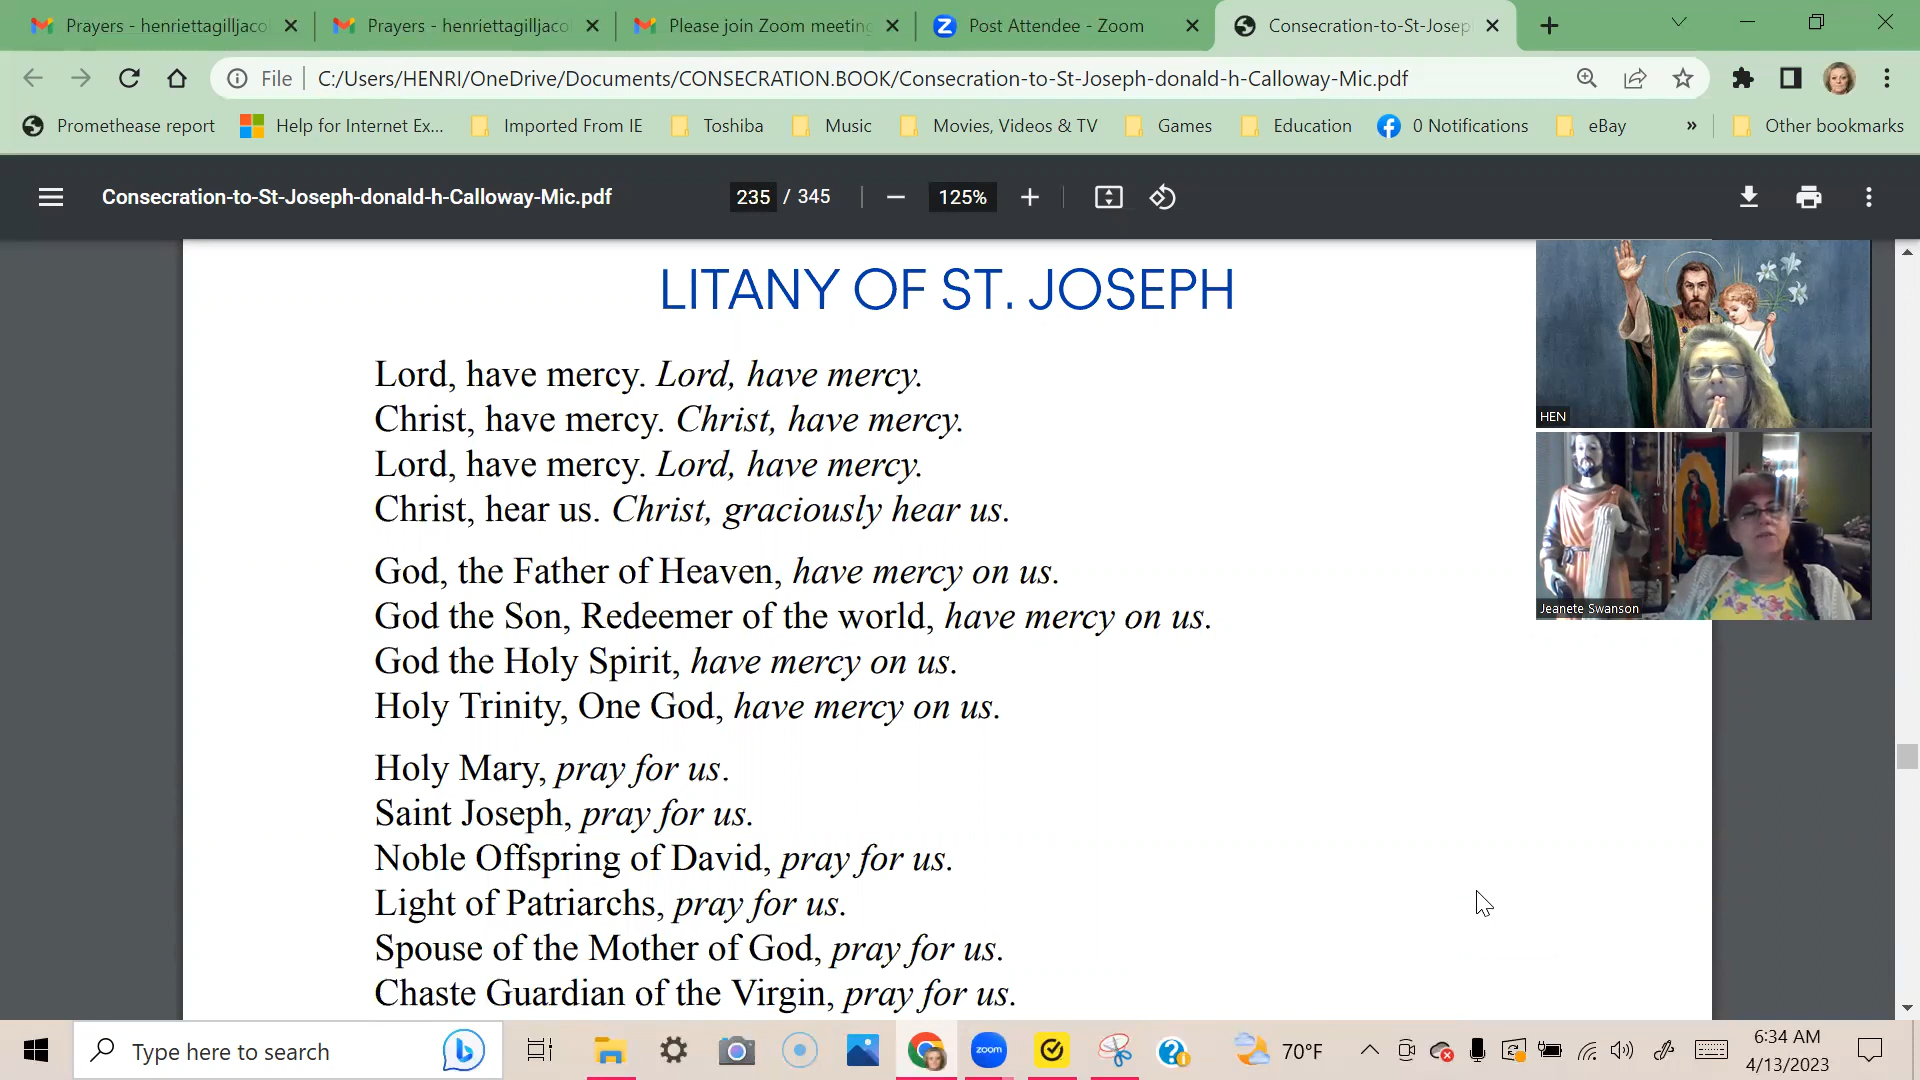 Prayers - henriettagilljaco
Prayers - henriettagilljaco
Please join Zoom meeting
Post Attendee - Zoom
Consecration-to-St-Josep
File
C:/Users/HENRI/OneDrive/Documents/CONSECRATION.BOOK/Consecration-to-St-Joseph-donald-h-Calloway-Mic.pdf
Promethease report
Help for Internet Ex...
Imported From IE
Toshiba
Music
Movies, Videos & TV
Games
Education
0 Notifications
eBay
»
Other bookmarks
Consecration-to-St-Joseph-donald-h-Calloway-Mic.pdf
235 / 345
125%
LITANY OF ST. JOSEPH
Lord, have mercy. Lord, have mercy.
Christ, have mercy. Christ, have mercy.
Lord, have mercy. Lord, have mercy.
Christ, hear us. Christ, graciously hear us.
God, the Father of Heaven, have mercy on us.
God the Son, Redeemer of the world, have mercy on us.
God the Holy Spirit, have mercy on us.
Holy Trinity, One God, have mercy on us.
Holy Mary, pray for us.
Saint Joseph, pray for us.
Noble Offspring of David, pray for us.
Light of Patriarchs, pray for us.
Spouse of the Mother of God, pray for us.
Chaste Guardian of the Virgin, pray for us.
HEN
Jeanete Swanson
Type here to search
zoom
70°F
6:34 AM
4/13/2023